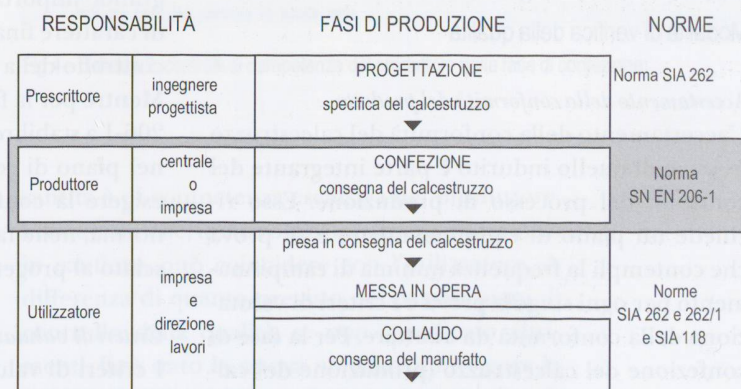 RESPONSABILITÀ
FASI DI PRODUZIONE
NORME
Prescrittore
ingegnere
progettista
PROGETTAZIONE
specifica del calcestruzzo
Norma SIA 262
Produttore
centrale
o
impresa
CONFEZIONE
consegna del calcestruzzo
Norma
SN EN 206-1
Utilizzatore
impresa
e
direzione
lavori
presa in consegna del calcestruzzo
MESSA IN OPERA
COLLAUDO
consegna del manufatto
Norme
SIA 262 e 262/1
e SIA 118